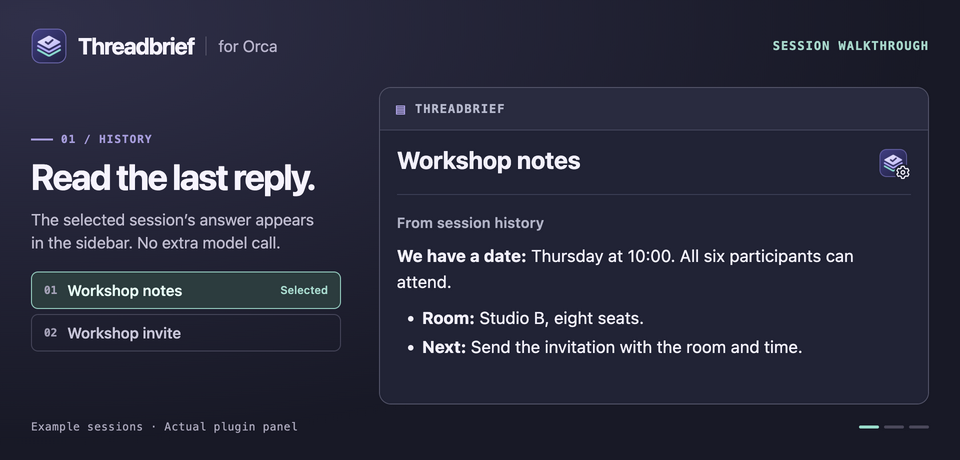 Threadbrief
for Orca
SESSION WALKTHROUGH
01 / HISTORY
Read the last reply.
The selected session’s answer appears
in the sidebar. No extra model call.
01 Workshop notes Selected
02 Workshop invite
THREADBRIEF
Workshop notes
From session history
We have a date: Thursday at 10:00. All six participants can
attend.
• Room: Studio B, eight seats.
• Next: Send the invitation with the room and time.
Example sessions · Actual plugin panel